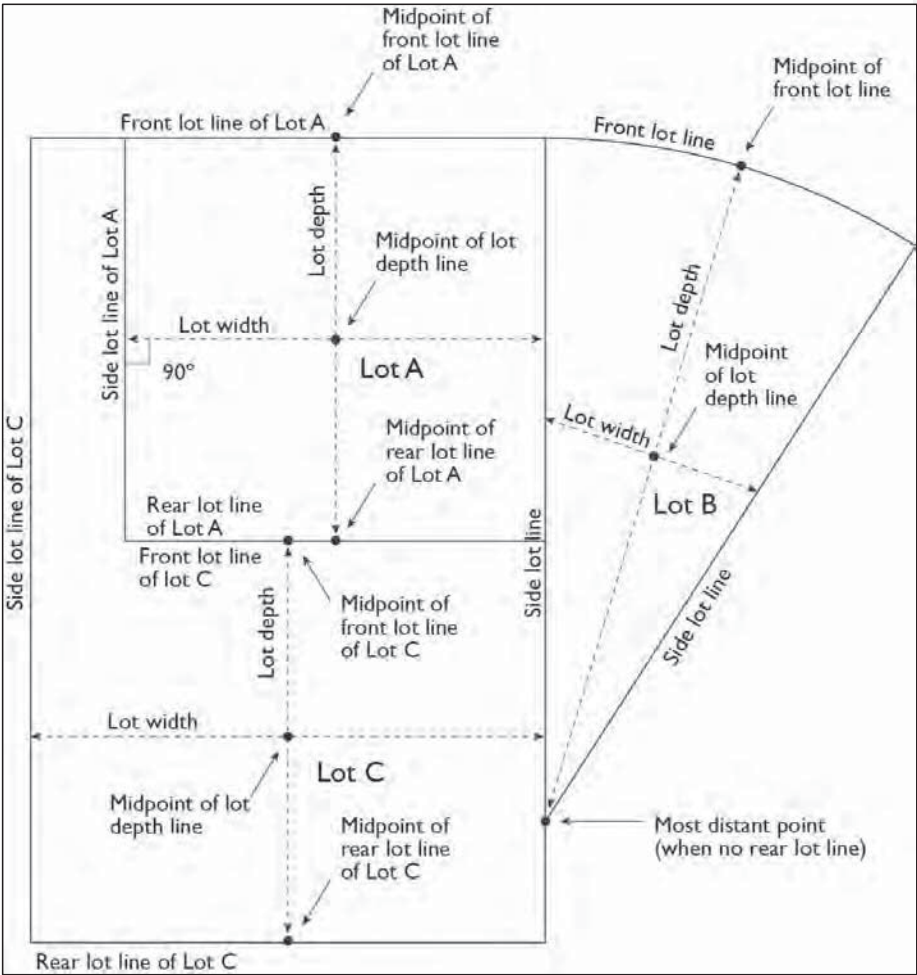 Midpoint of
front lot line
of Lot A
Midpoint of
front lot line
Front lot line of Lot A
Front lot line
Side lot line of Lot A
Lot depth
Midpoint of lot
depth line
Lot depth
Lot width
90°
Lot A
Midpoint
of lot
depth line
Lot width
Midpoint of
rear lot line
of Lot A
Lot B
Side lot line of Lot C
Rear lot line
of Lot A
Front lot line
of lot C
Side lot line
Side lot line
Lot depth
Midpoint of
front lot line
of Lot C
Lot width
Lot C
Midpoint of lot
depth line
Midpoint of
rear lot line
of Lot C
Most distant point
(when no rear lot line)
Rear lot line of Lot C